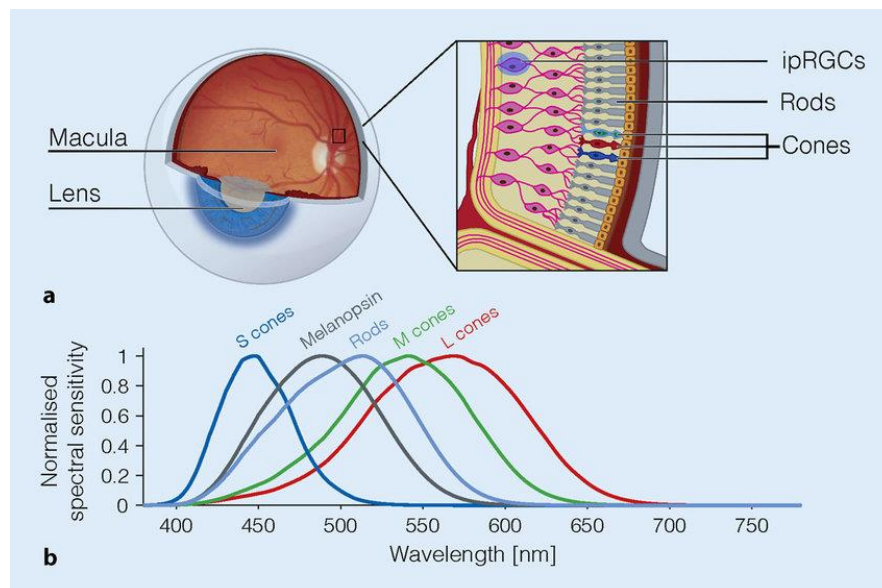 Macula
Lens
ipRGCs
Rods
Cones
a
S cones
Melanopsin
Rods
M cones
L cones
Normalised
spectral sensitivity
1
0.8
0.6
0.4
0.2
0
400 450 500 550 600 650 700 750
Wavelength [nm]
b